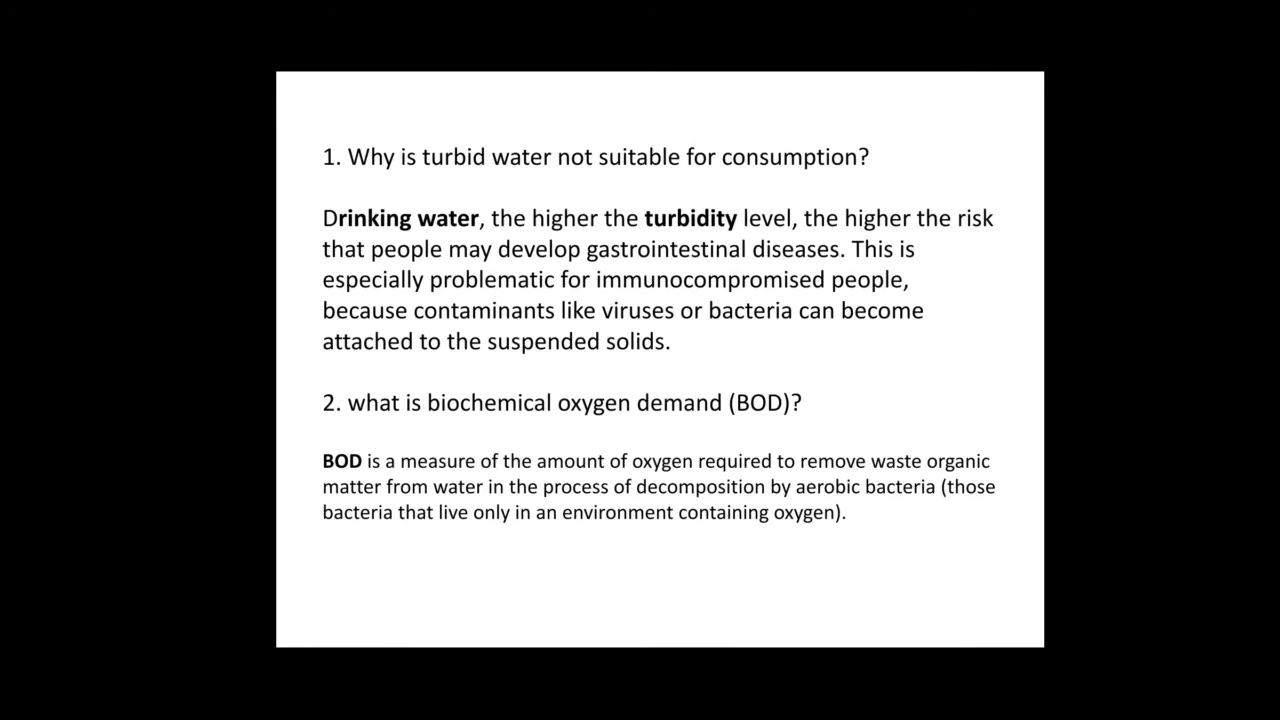 1. Why is turbid water not suitable for consumption?
Drinking water, the higher the turbidity level, the higher the risk
that people may develop gastrointestinal diseases. This is
especially problematic for immunocompromised people,
because contaminants like viruses or bacteria can become
attached to the suspended solids.
2. what is biochemical oxygen demand (BOD)?
BOD is a measure of the amount of oxygen required to remove waste organic
matter from water in the process of decomposition by aerobic bacteria (those
bacteria that live only in an environment containing oxygen).